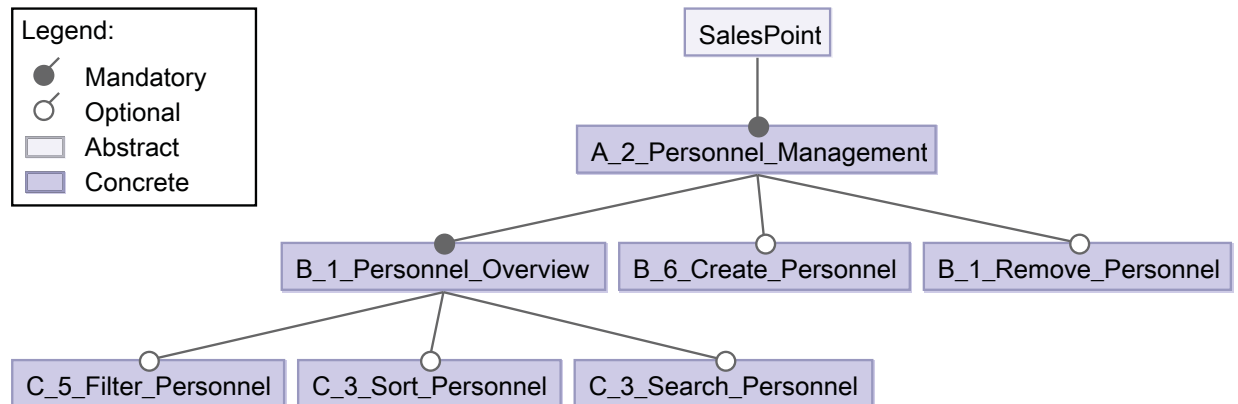 Legend:
Mandatory
Optional
Abstract
Concrete
SalesPoint
A_2_Personnel_Management
B_1_Personnel_Overview
B_6_Create_Personnel
B_1_Remove_Personnel
C_5_Filter_Personnel
C_3_Sort_Personnel
C_3_Search_Personnel